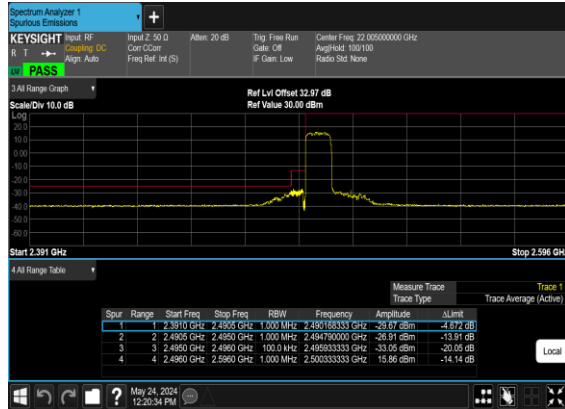 Spectrum Analyzer 1
Spurious Emissions
KEYSIGHT Input: RF Input Z: 50 Ω Atten: 20 dB Trig: Free Run Center Freq: 22.005000000 GHz
R T Coupling: DC Corr CCorr Gate: Off Avg|Hold: 100/100
Align: Auto Freq Ref: Int (S) IF Gain: Low Radio Std: None
PASS
3 All Range Graph
Ref Lvl Offset 32.97 dB
Scale/Div 10.0 dB Ref Value 30.00 dBm
Log
20.0
10.0
0.00
-10.0
-20.0
-30.0
-40.0
-50.0
-60.0
Start 2.391 GHz Stop 2.596 GHz
4 All Range Table
Measure Trace Trace 1
Trace Type Trace Average (Active)
Spur Range Start Freq Stop Freq RBW Frequency Amplitude ΔLimit
1 1 2.3910 GHz 2.4905 GHz 1.000 MHz 2.490168333 GHz -29.67 dBm -4.672 dB
2 2 2.4905 GHz 2.4950 GHz 1.000 MHz 2.494790000 GHz -26.91 dBm -13.91 dB
3 3 2.4950 GHz 2.4960 GHz 100.0 kHz 2.495933333 GHz -33.05 dBm -20.05 dB
4 4 2.4960 GHz 2.5960 GHz 1.000 MHz 2.500333333 GHz 15.86 dBm -14.14 dB
Local
? May 24, 2024
12:20:34 PM